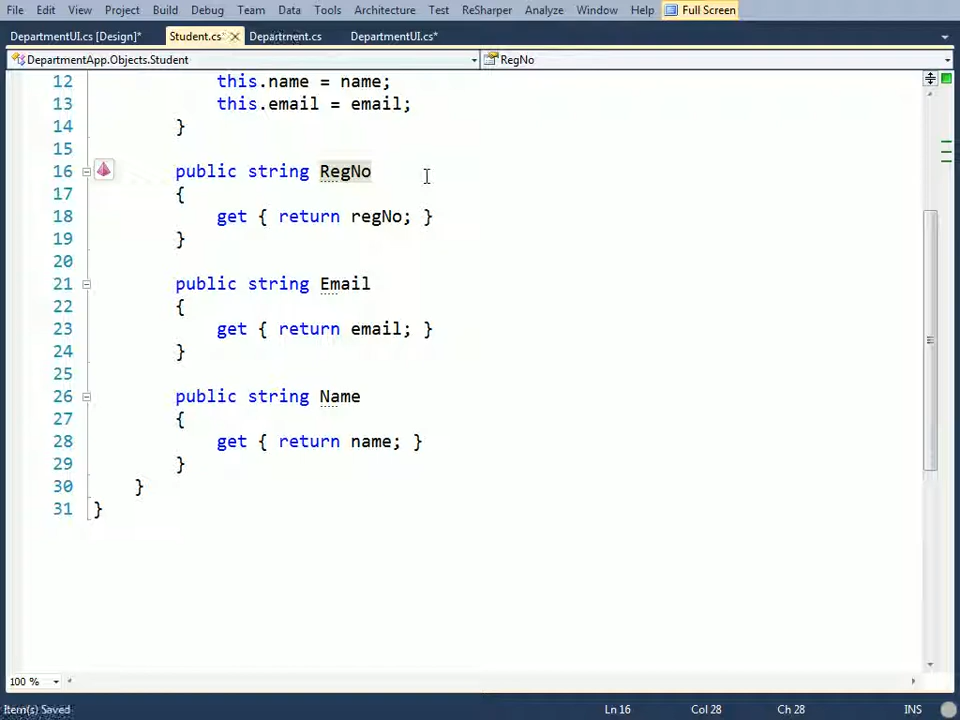 File Edit View Project Build Debug Team Data Tools Architecture Test ReSharper Analyze Window Help Full Screen
DepartmentUI.cs [Design]* Student.cs* Department.cs DepartmentUI.cs*
DepartmentApp.Objects.Student RegNo
12 this.name = name;
13 this.email = email;
14 }
15
16 public string RegNo
17 {
18 get { return regNo; }
19 }
20
21 public string Email
22 {
23 get { return email; }
24 }
25
26 public string Name
27 {
28 get { return name; }
29 }
30 }
31 }
100 %
Item(s) Saved Ln 16 Col 28 Ch 28 INS